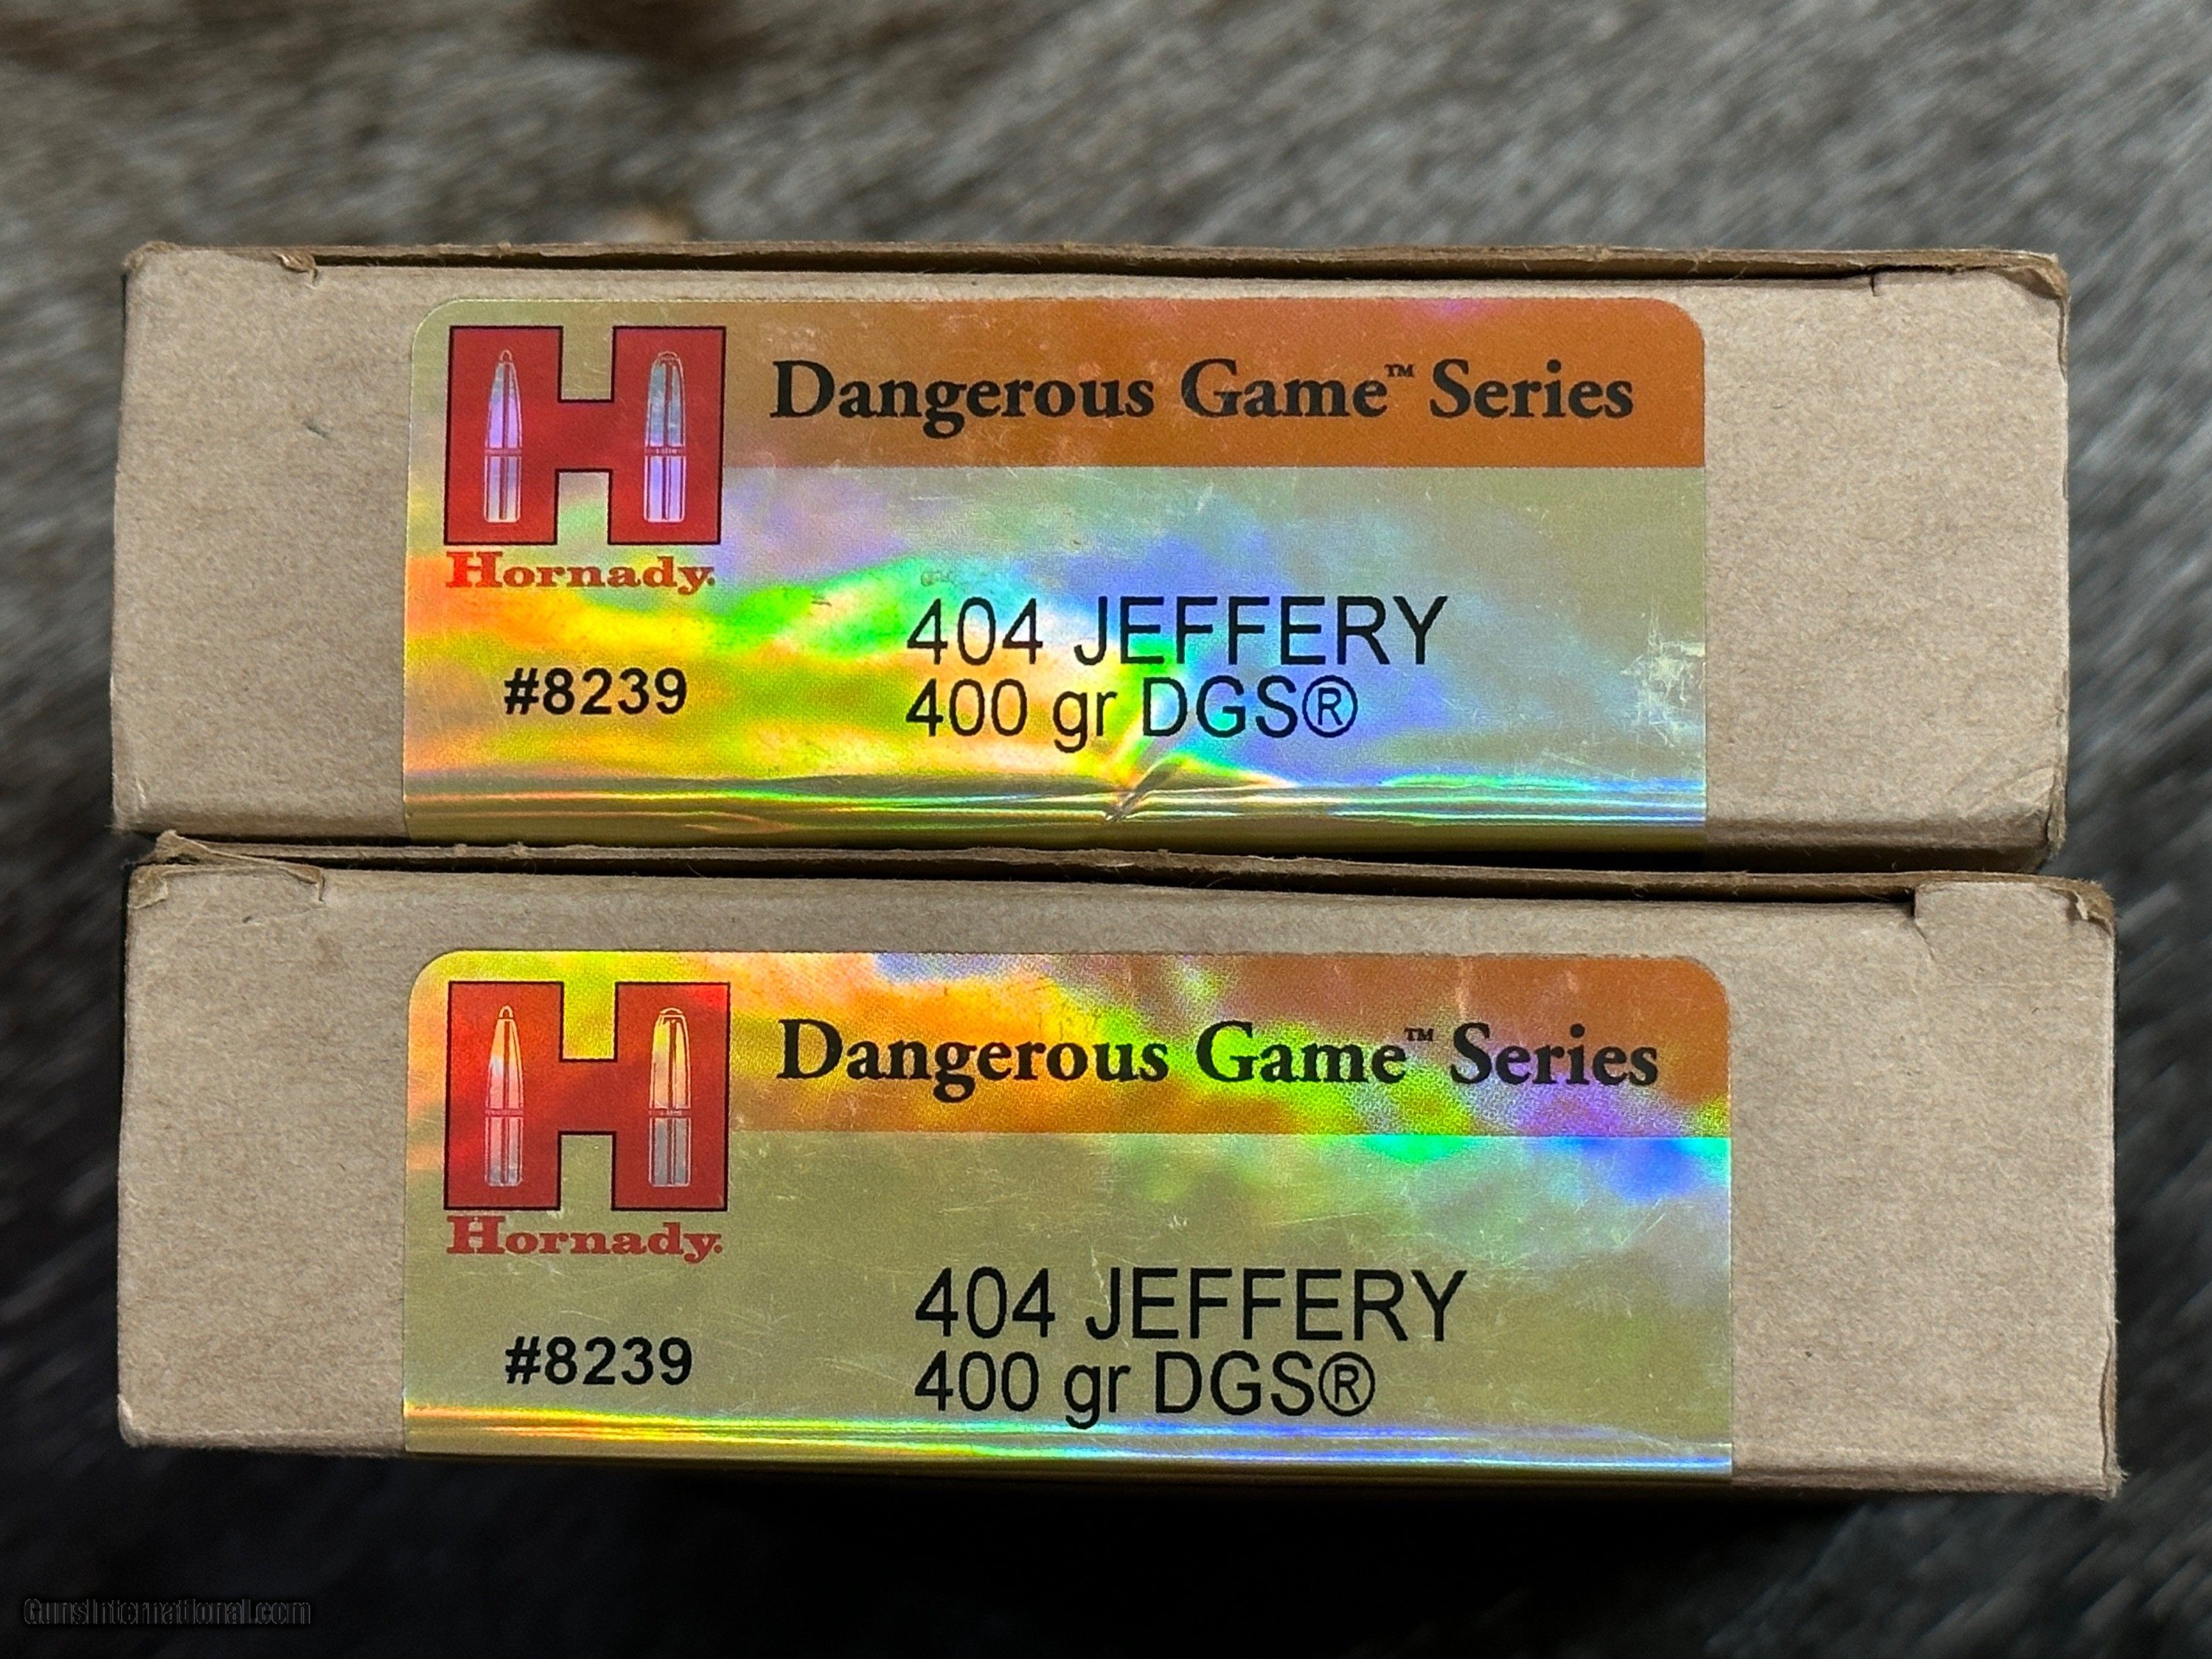 Dangerous Game™ Series
Hornady.
404 JEFFERY
#8239
400 gr DGS®
Dangerous Game™ Series
Hornady.
404 JEFFERY
#8239
400 gr DGS®
GunsInternational.com